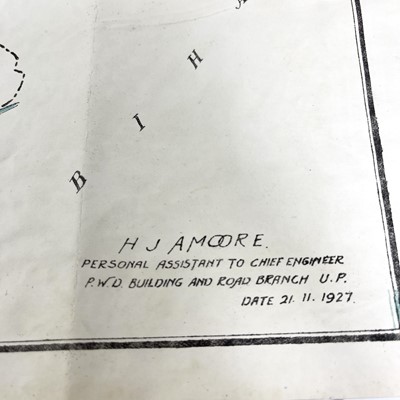 B I H A
H J AMOORE.
PERSONAL ASSISTANT TO CHIEF ENGINEER
P.W.D. BUILDING AND ROAD BRANCH U.P.
DATE 21. 11. 1927.